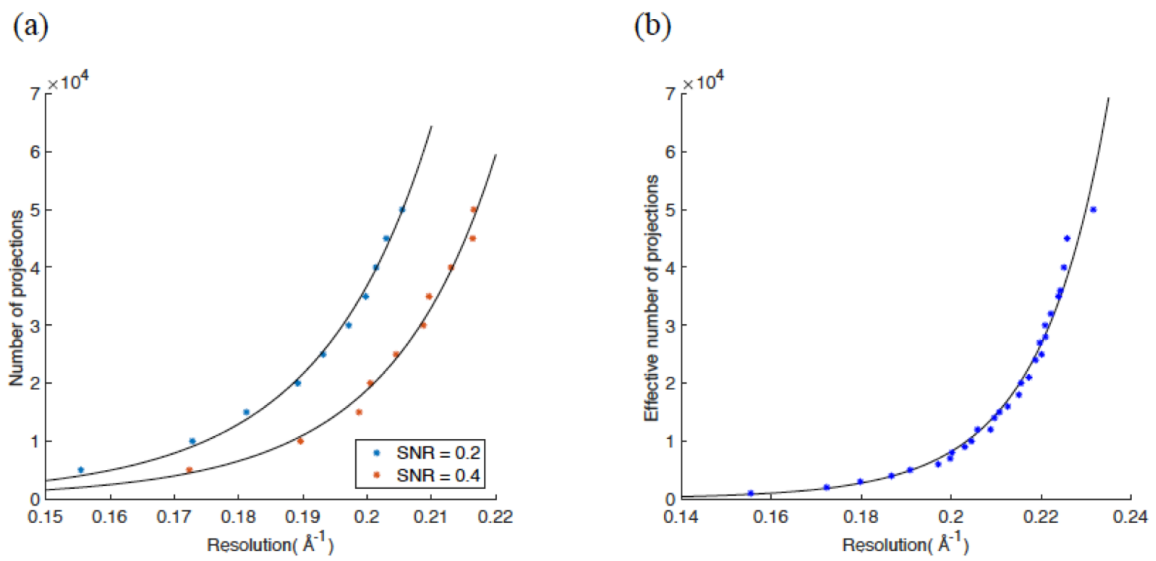 (a)
×10⁴
7
6
5
4
3
2
1
0
Number of projections
0.15 0.16 0.17 0.18 0.19 0.2 0.21 0.22
Resolution( Å⁻¹)
SNR = 0.2
SNR = 0.4
(b)
×10⁴
7
6
5
4
3
2
1
0
Effective number of projections
0.14 0.16 0.18 0.2 0.22 0.24
Resolution( Å⁻¹)